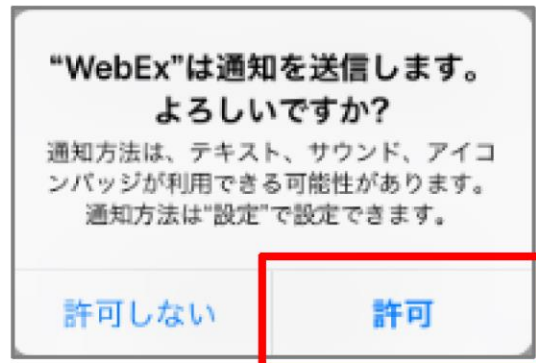 “WebEx”は通知を送信します。
よろしいですか?
通知方法は、テキスト、サウンド、アイコ
ンバッジが利用できる可能性があります。
通知方法は“設定”で設定できます。
許可しない
許可